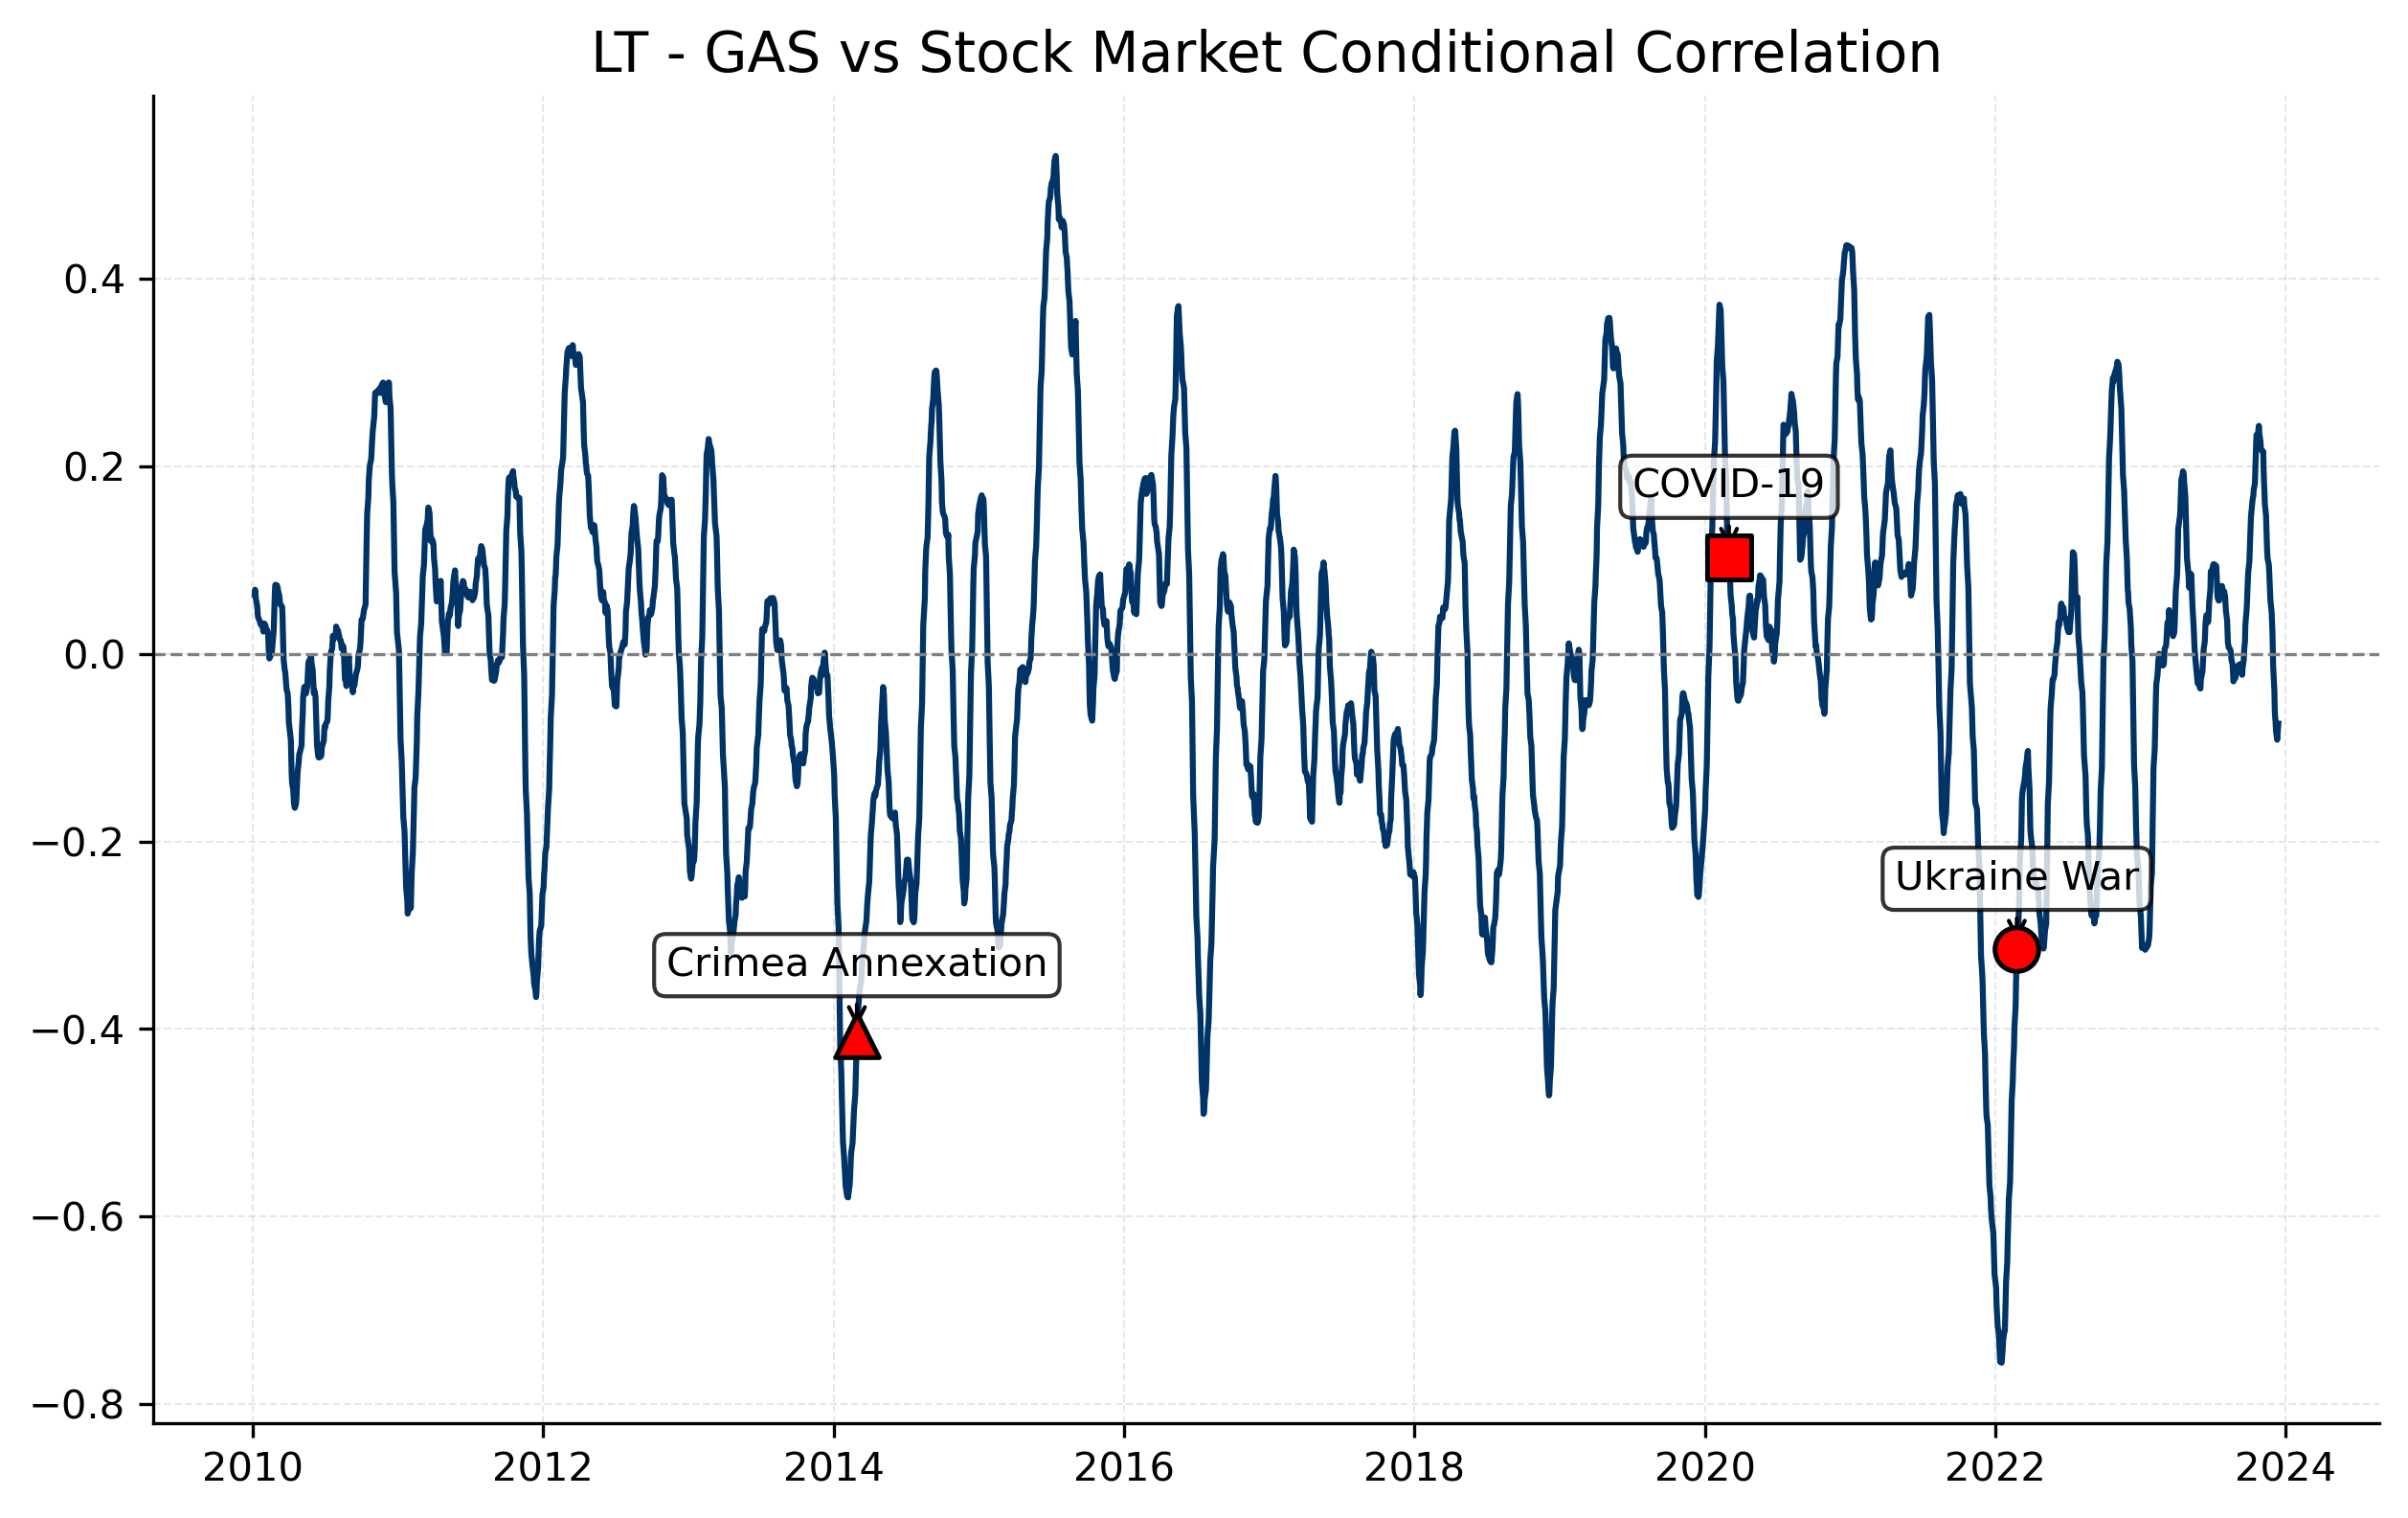 LT - GAS vs Stock Market Conditional Correlation
0.4
0.2
0.0
−0.2
−0.4
−0.6
−0.8
COVID-19
Ukraine War
Crimea Annexation
2010 2012 2014 2016 2018 2020 2022 2024